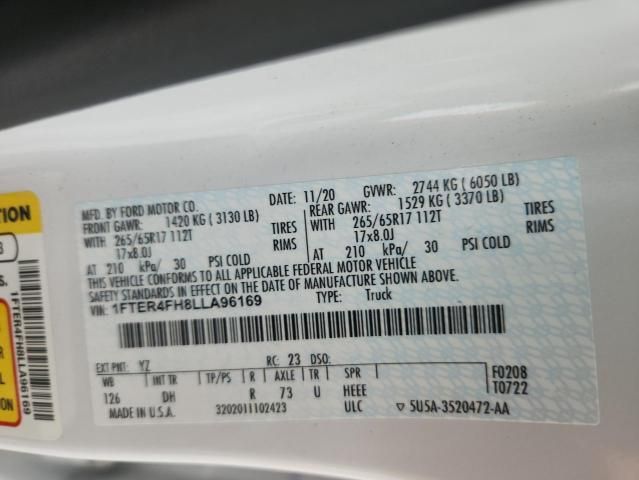 MFD. BY FORD MOTOR CO.
DATE: 11/20 GVWR: 2744 KG ( 6050 LB)
FRONT GAWR: 1420 KG ( 3130 LB)
REAR GAWR: 1529 KG ( 3370 LB)
WITH 265/65R17 112T TIRES
WITH 265/65R17 112T TIRES
17x8.0J RIMS
17x8.0J RIMS
AT 210 kPa/ 30 PSI COLD
AT 210 kPa/ 30 PSI COLD
THIS VEHICLE CONFORMS TO ALL APPLICABLE FEDERAL MOTOR VEHICLE
SAFETY STANDARDS IN EFFECT ON THE DATE OF MANUFACTURE SHOWN ABOVE.
VIN: 1FTER4FH8LLA96169
TYPE: Truck
EXT PNT: YZ RC: 23 DSO:
WB INT TR TP/PS R AXLE TR SPR
126 DH R 73 U HEEE
F0208
T0722
MADE IN U.S.A. 3202011102423 ULC
5U5A-3520472-AA
1FTER4FH8LLA96169